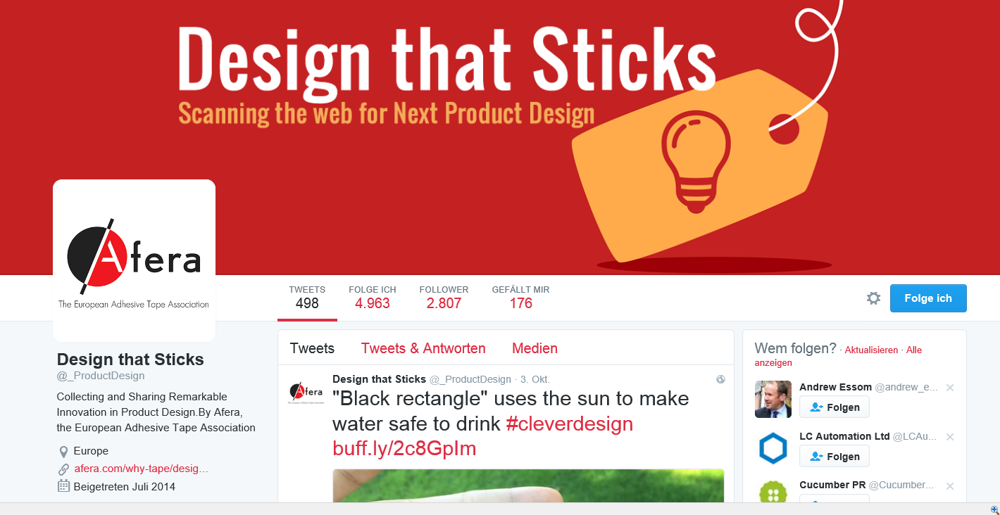 Design that Sticks
Scanning the web for Next Product Design
Afera
The European Adhesive Tape Association
TWEETS
498
FOLGE ICH
4.963
FOLLOWER
2.807
GEFÄLLT MIR
176
Folge ich
Design that Sticks
@_ProductDesign
Collecting and Sharing Remarkable
Innovation in Product Design.By Afera,
the European Adhesive Tape Association
Europe
afera.com/why-tape/desig…
Beigetreten Juli 2014
Tweets
Tweets & Antworten
Medien
Afera
Design that Sticks @_ProductDesign · 3. Okt.
"Black rectangle" uses the sun to make
water safe to drink #cleverdesign
buff.ly/2c8GpIm
Wem folgen? · Aktualisieren · Alle
anzeigen
Andrew Essom @andrew_e...
Folgen
LC Automation Ltd @LCAu...
Folgen
Cucumber PR @Cucumber...